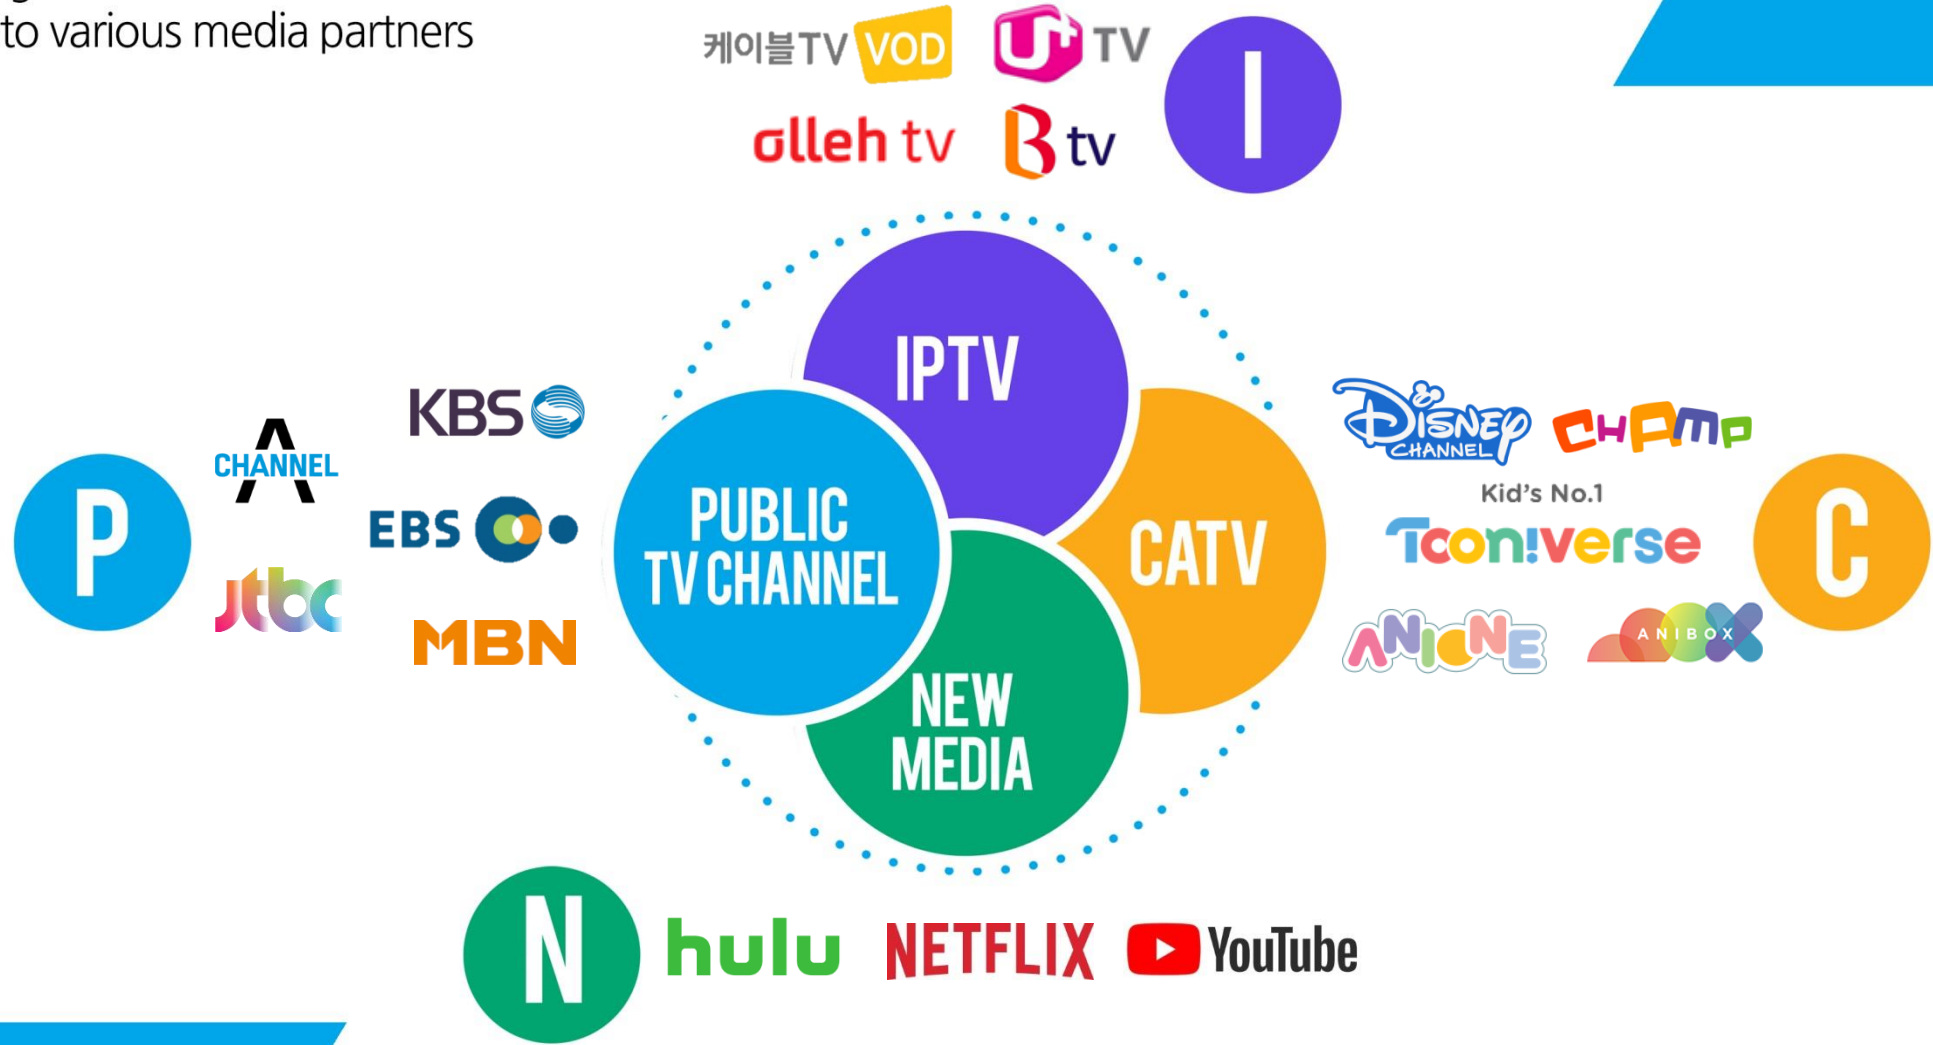 to various media partners
케이블TV VOD
U+ TV
olleh tv
B tv
I
IPTV
PUBLIC
TV CHANNEL
CATV
NEW
MEDIA
P
CHANNEL A
KBS
EBS
jtbc
MBN
DISNEY
CHANNEL
CHAMP
Kid's No.1
Tooniverse
ANIONE
ANIBOX
C
N
hulu
NETFLIX
YouTube